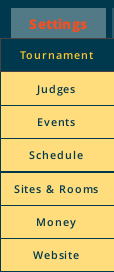 Settings
Tournament
Judges
Events
Schedule
Sites & Rooms
Money
Website